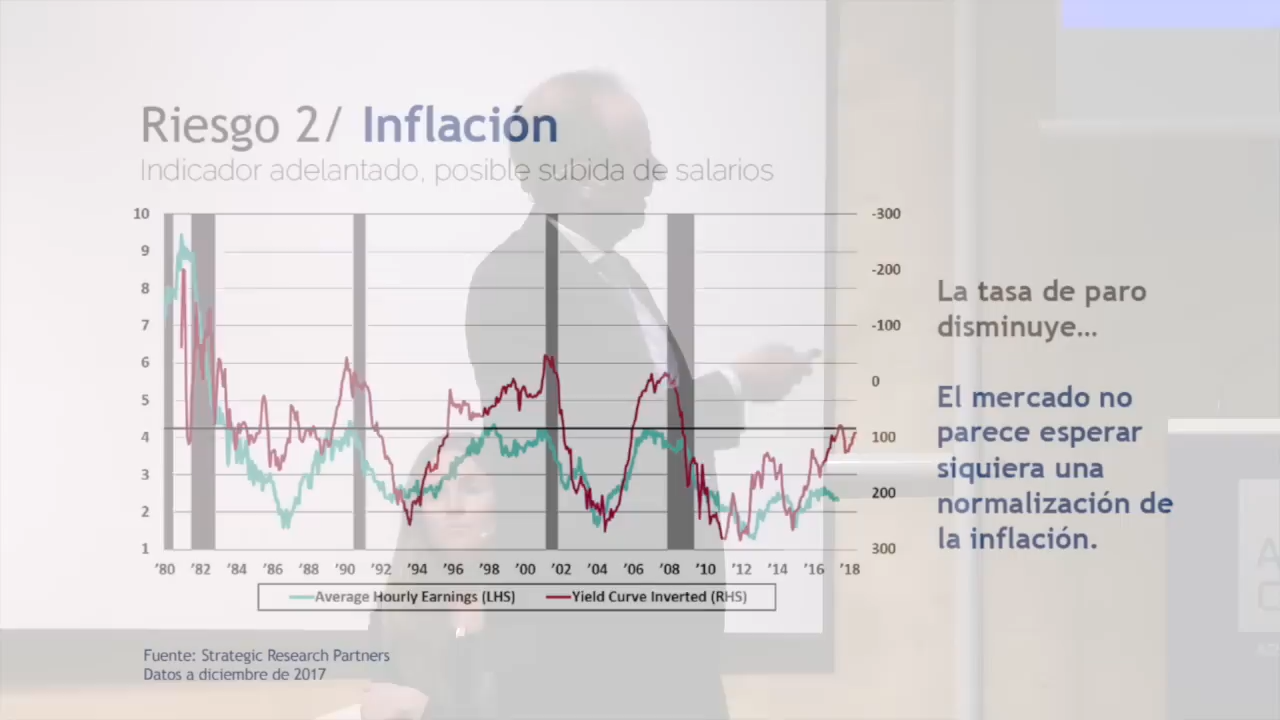 Riesgo 2/ Inflación
Indicador adelantado, posible subida de salarios
10
9
8
7
6
5
4
3
2
1
-300
-200
-100
0
100
200
300
'80 '82 '84 '86 '88 '90 '92 '94 '96 '98 '00 '02 '04 '06 '08 '10 '12 '14 '16 '18
Average Hourly Earnings (LHS) Yield Curve Inverted (RHS)
La tasa de paro
disminuye...
El mercado no
parece esperar
siquiera una
normalización de
la inflación.
Fuente: Strategic Research Partners
Datos a diciembre de 2017